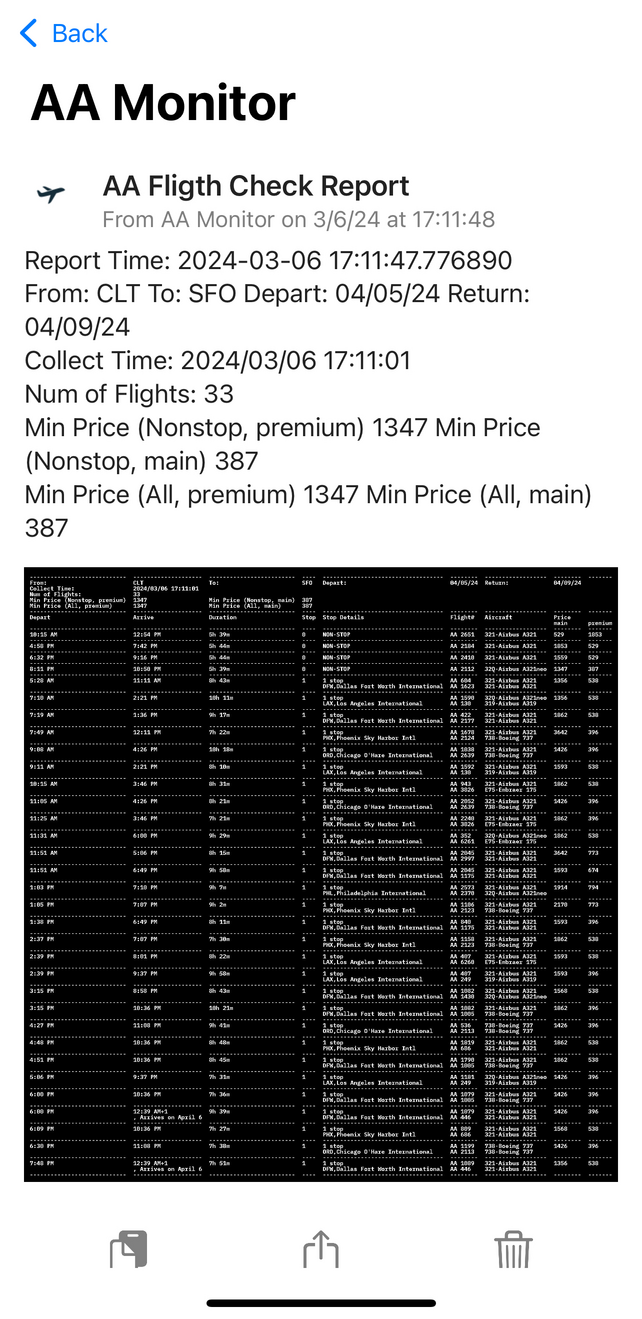 Back
AA Monitor
AA Fligth Check Report
From AA Monitor on 3/6/24 at 17:11:48
Report Time: 2024-03-06 17:11:47.776890
From: CLT To: SFO Depart: 04/05/24 Return:
04/09/24
Collect Time: 2024/03/06 17:11:01
Num of Flights: 33
Min Price (Nonstop, premium) 1347 Min Price
(Nonstop, main) 387
Min Price (All, premium) 1347 Min Price (All, main)
387
From: CLT To: SFO Depart: 04/05/24 Return: 04/09/24
Collect Time: 2024/03/06 17:11:01
Num of Flights: 33
Min Price (Nonstop, premium) 1347 Min Price (Nonstop, main) 387
Min Price (All, premium) 1347 Min Price (All, main) 387
Depart Arrive Duration Stop Stop Details Flight# Aircraft Price
main premium
10:15 AM 12:54 PM 5h 39m 0 NON-STOP AA 2651 321-Airbus A321 529 1853
4:58 PM 7:42 PM 5h 44m 0 NON-STOP AA 2184 321-Airbus A321 1853 529
6:32 PM 9:16 PM 5h 44m 0 NON-STOP AA 2410 321-Airbus A321 1559 529
8:11 PM 10:50 PM 5h 39m 0 NON-STOP AA 2112 32Q-Airbus A321neo 1347 387
5:28 AM 11:11 AM 8h 43m 1 1 stop AA 604 321-Airbus A321 1356 538
DFW,Dallas Fort Worth International AA 1623 321-Airbus A321
7:10 AM 2:21 PM 10h 11m 1 1 stop AA 1590 32Q-Airbus A321neo 1356 538
LAX,Los Angeles International AA 130 319-Airbus A319
7:19 AM 1:36 PM 9h 17m 1 1 stop AA 422 321-Airbus A321 1862 538
DFW,Dallas Fort Worth International AA 2177 321-Airbus A321
7:49 AM 12:11 PM 7h 22m 1 1 stop AA 1670 321-Airbus A321 3642 396
PHX,Phoenix Sky Harbor Intl AA 2124 738-Boeing 737
9:08 AM 4:26 PM 10h 18m 1 1 stop AA 1838 321-Airbus A321 1426 396
ORD,Chicago O'Hare International AA 2639 738-Boeing 737
9:11 AM 2:21 PM 8h 10m 1 1 stop AA 1592 321-Airbus A321 1593 538
LAX,Los Angeles International AA 130 319-Airbus A319
10:15 AM 3:46 PM 8h 31m 1 1 stop AA 943 321-Airbus A321 1862 538
PHX,Phoenix Sky Harbor Intl AA 3826 E75-Embraer 175
11:05 AM 4:26 PM 8h 21m 1 1 stop AA 2052 321-Airbus A321 1426 396
ORD,Chicago O'Hare International AA 2639 738-Boeing 737
11:25 AM 3:46 PM 7h 21m 1 1 stop AA 2240 321-Airbus A321 1862 396
PHX,Phoenix Sky Harbor Intl AA 3826 E75-Embraer 175
11:31 AM 6:00 PM 9h 29m 1 1 stop AA 352 32Q-Airbus A321neo 1862 538
LAX,Los Angeles International AA 6261 E75-Embraer 175
11:51 AM 5:06 PM 8h 15m 1 1 stop AA 2045 321-Airbus A321 3642 773
DFW,Dallas Fort Worth International AA 2997 321-Airbus A321
11:51 AM 6:49 PM 9h 58m 1 1 stop AA 2045 321-Airbus A321 1593 674
DFW,Dallas Fort Worth International AA 1175 321-Airbus A321
1:03 PM 7:10 PM 9h 7m 1 1 stop AA 2573 321-Airbus A321 1914 794
PHL,Philadelphia International AA 2370 32Q-Airbus A321neo
1:05 PM 7:07 PM 9h 2m 1 1 stop AA 1186 321-Airbus A321 2178 773
PHX,Phoenix Sky Harbor Intl AA 2123 738-Boeing 737
1:38 PM 6:49 PM 8h 11m 1 1 stop AA 840 321-Airbus A321 1593 396
DFW,Dallas Fort Worth International AA 1175 321-Airbus A321
2:37 PM 7:07 PM 7h 30m 1 1 stop AA 1158 321-Airbus A321 1862 538
PHX,Phoenix Sky Harbor Intl AA 2123 738-Boeing 737
2:39 PM 8:01 PM 8h 22m 1 1 stop AA 407 321-Airbus A321 1593 538
LAX,Los Angeles International AA 6260 E75-Embraer 175
2:39 PM 9:37 PM 9h 58m 1 1 stop AA 407 321-Airbus A321 1593 396
LAX,Los Angeles International AA 249 319-Airbus A319
3:15 PM 8:58 PM 8h 43m 1 1 stop AA 1082 321-Airbus A321 1568 538
DFW,Dallas Fort Worth International AA 1438 32Q-Airbus A321neo
3:15 PM 10:36 PM 10h 21m 1 1 stop AA 1082 321-Airbus A321 1862 396
DFW,Dallas Fort Worth International AA 1005 738-Boeing 737
4:27 PM 11:08 PM 9h 41m 1 1 stop AA 536 738-Boeing 737 1426 396
ORD,Chicago O'Hare International AA 2113 738-Boeing 737
4:48 PM 10:36 PM 8h 48m 1 1 stop AA 1819 321-Airbus A321 1862 538
PHX,Phoenix Sky Harbor Intl AA 686 321-Airbus A321
4:51 PM 10:36 PM 8h 45m 1 1 stop AA 1790 321-Airbus A321 1862 538
DFW,Dallas Fort Worth International AA 1005 738-Boeing 737
5:06 PM 9:37 PM 7h 31m 1 1 stop AA 1181 32Q-Airbus A321neo 1426 396
LAX,Los Angeles International AA 249 319-Airbus A319
6:00 PM 10:36 PM 7h 36m 1 1 stop AA 1079 321-Airbus A321 1426 396
DFW,Dallas Fort Worth International AA 1005 738-Boeing 737
6:00 PM 12:39 AM+1 9h 39m 1 1 stop AA 1079 321-Airbus A321 1426 396
, Arrives on April 6 DFW,Dallas Fort Worth International AA 446 321-Airbus A321
6:09 PM 10:36 PM 7h 27m 1 1 stop AA 809 321-Airbus A321 1568 538
PHX,Phoenix Sky Harbor Intl AA 686 321-Airbus A321
6:30 PM 11:08 PM 7h 38m 1 1 stop AA 1199 738-Boeing 737 1426 396
ORD,Chicago O'Hare International AA 2113 738-Boeing 737
7:48 PM 12:39 AM+1 7h 51m 1 1 stop AA 1089 321-Airbus A321 1356 538
, Arrives on April 6 DFW,Dallas Fort Worth International AA 446 321-Airbus A321